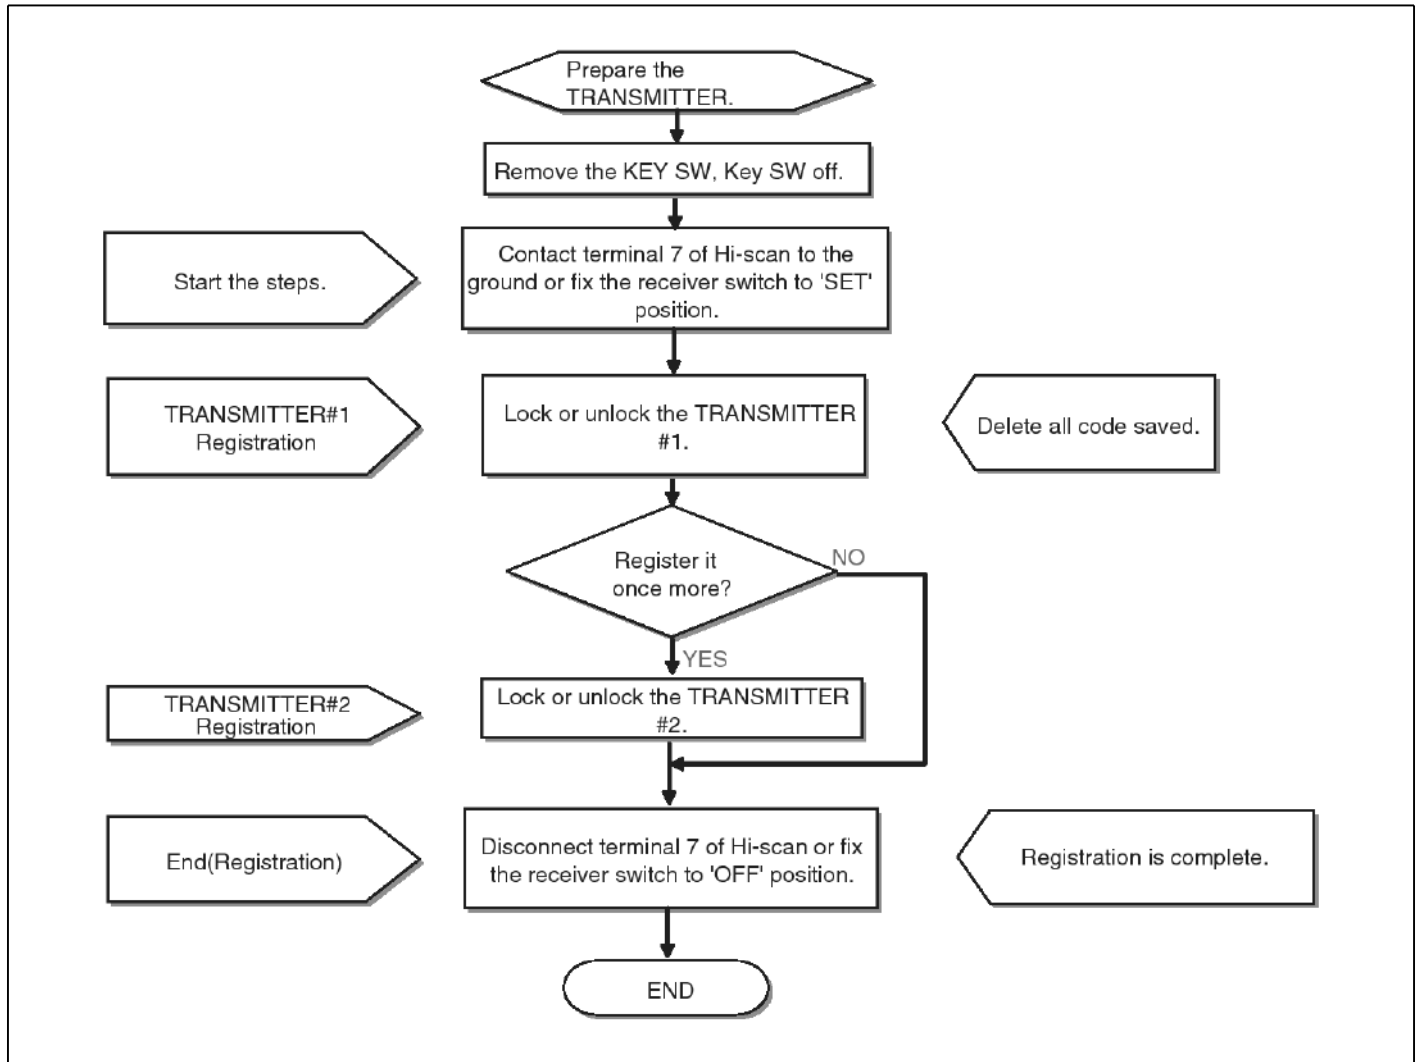 Prepare the
TRANSMITTER.
Remove the KEY SW, Key SW off.
Start the steps.
Contact terminal 7 of Hi-scan to the
ground or fix the receiver switch to 'SET'
position.
TRANSMITTER#1
Registration
Lock or unlock the TRANSMITTER
#1.
Delete all code saved.
Register it
once more?
NO
YES
TRANSMITTER#2
Registration
Lock or unlock the TRANSMITTER
#2.
End(Registration)
Disconnect terminal 7 of Hi-scan or fix
the receiver switch to 'OFF' position.
Registration is complete.
END